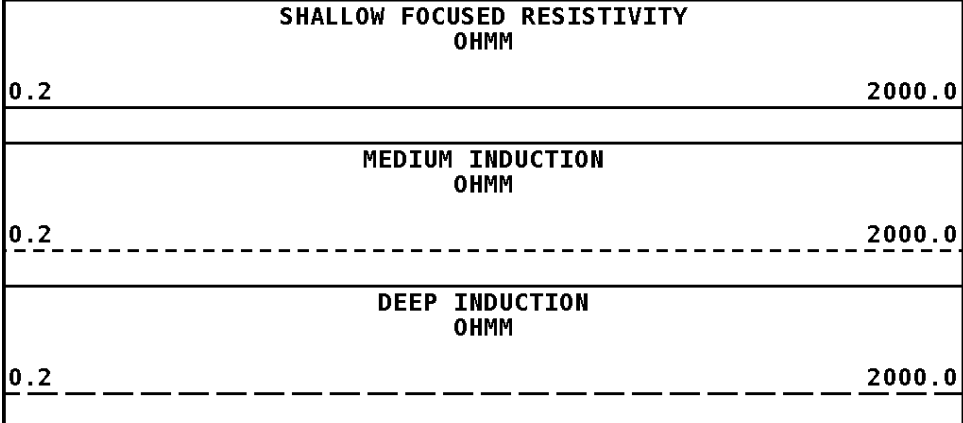 SHALLOW FOCUSED RESISTIVITY
OHMM
0.2 2000.0
MEDIUM INDUCTION
OHMM
0.2 2000.0
DEEP INDUCTION
OHMM
0.2 2000.0